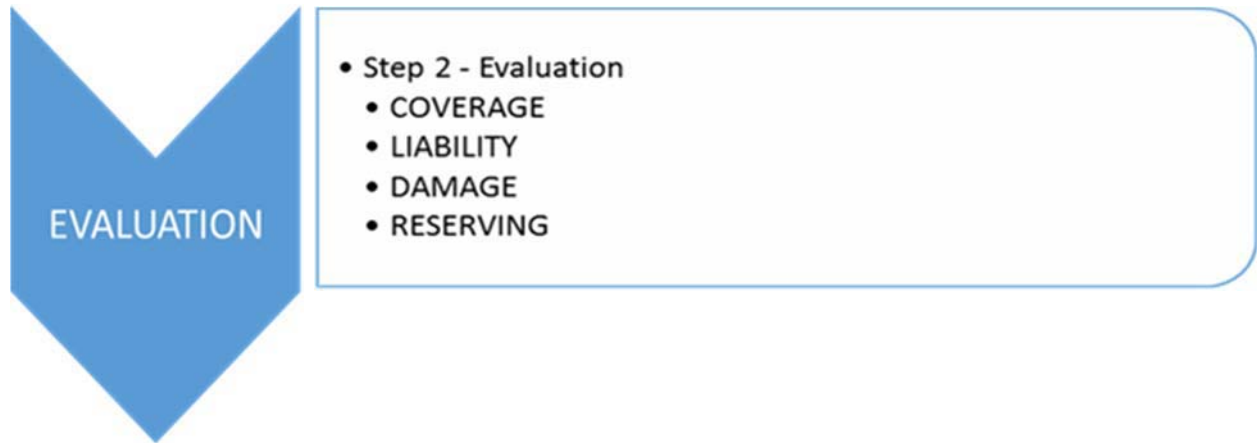 EVALUATION
• Step 2 - Evaluation
• COVERAGE
• LIABILITY
• DAMAGE
• RESERVING